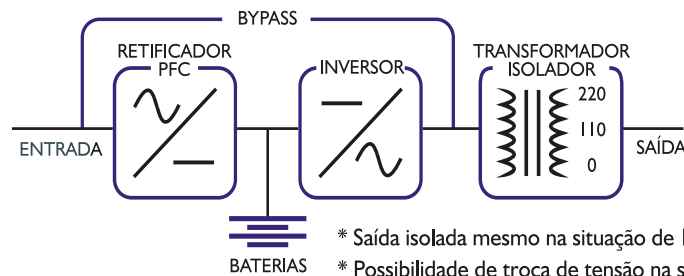 BYPASS
RETIFICADOR
PFC
INVERSOR
TRANSFORMADOR
ISOLADOR
220
110
0
ENTRADA
SAÍDA
BATERIAS
* Saída isolada mesmo na situação de
* Possibilidade de troca de tensão na